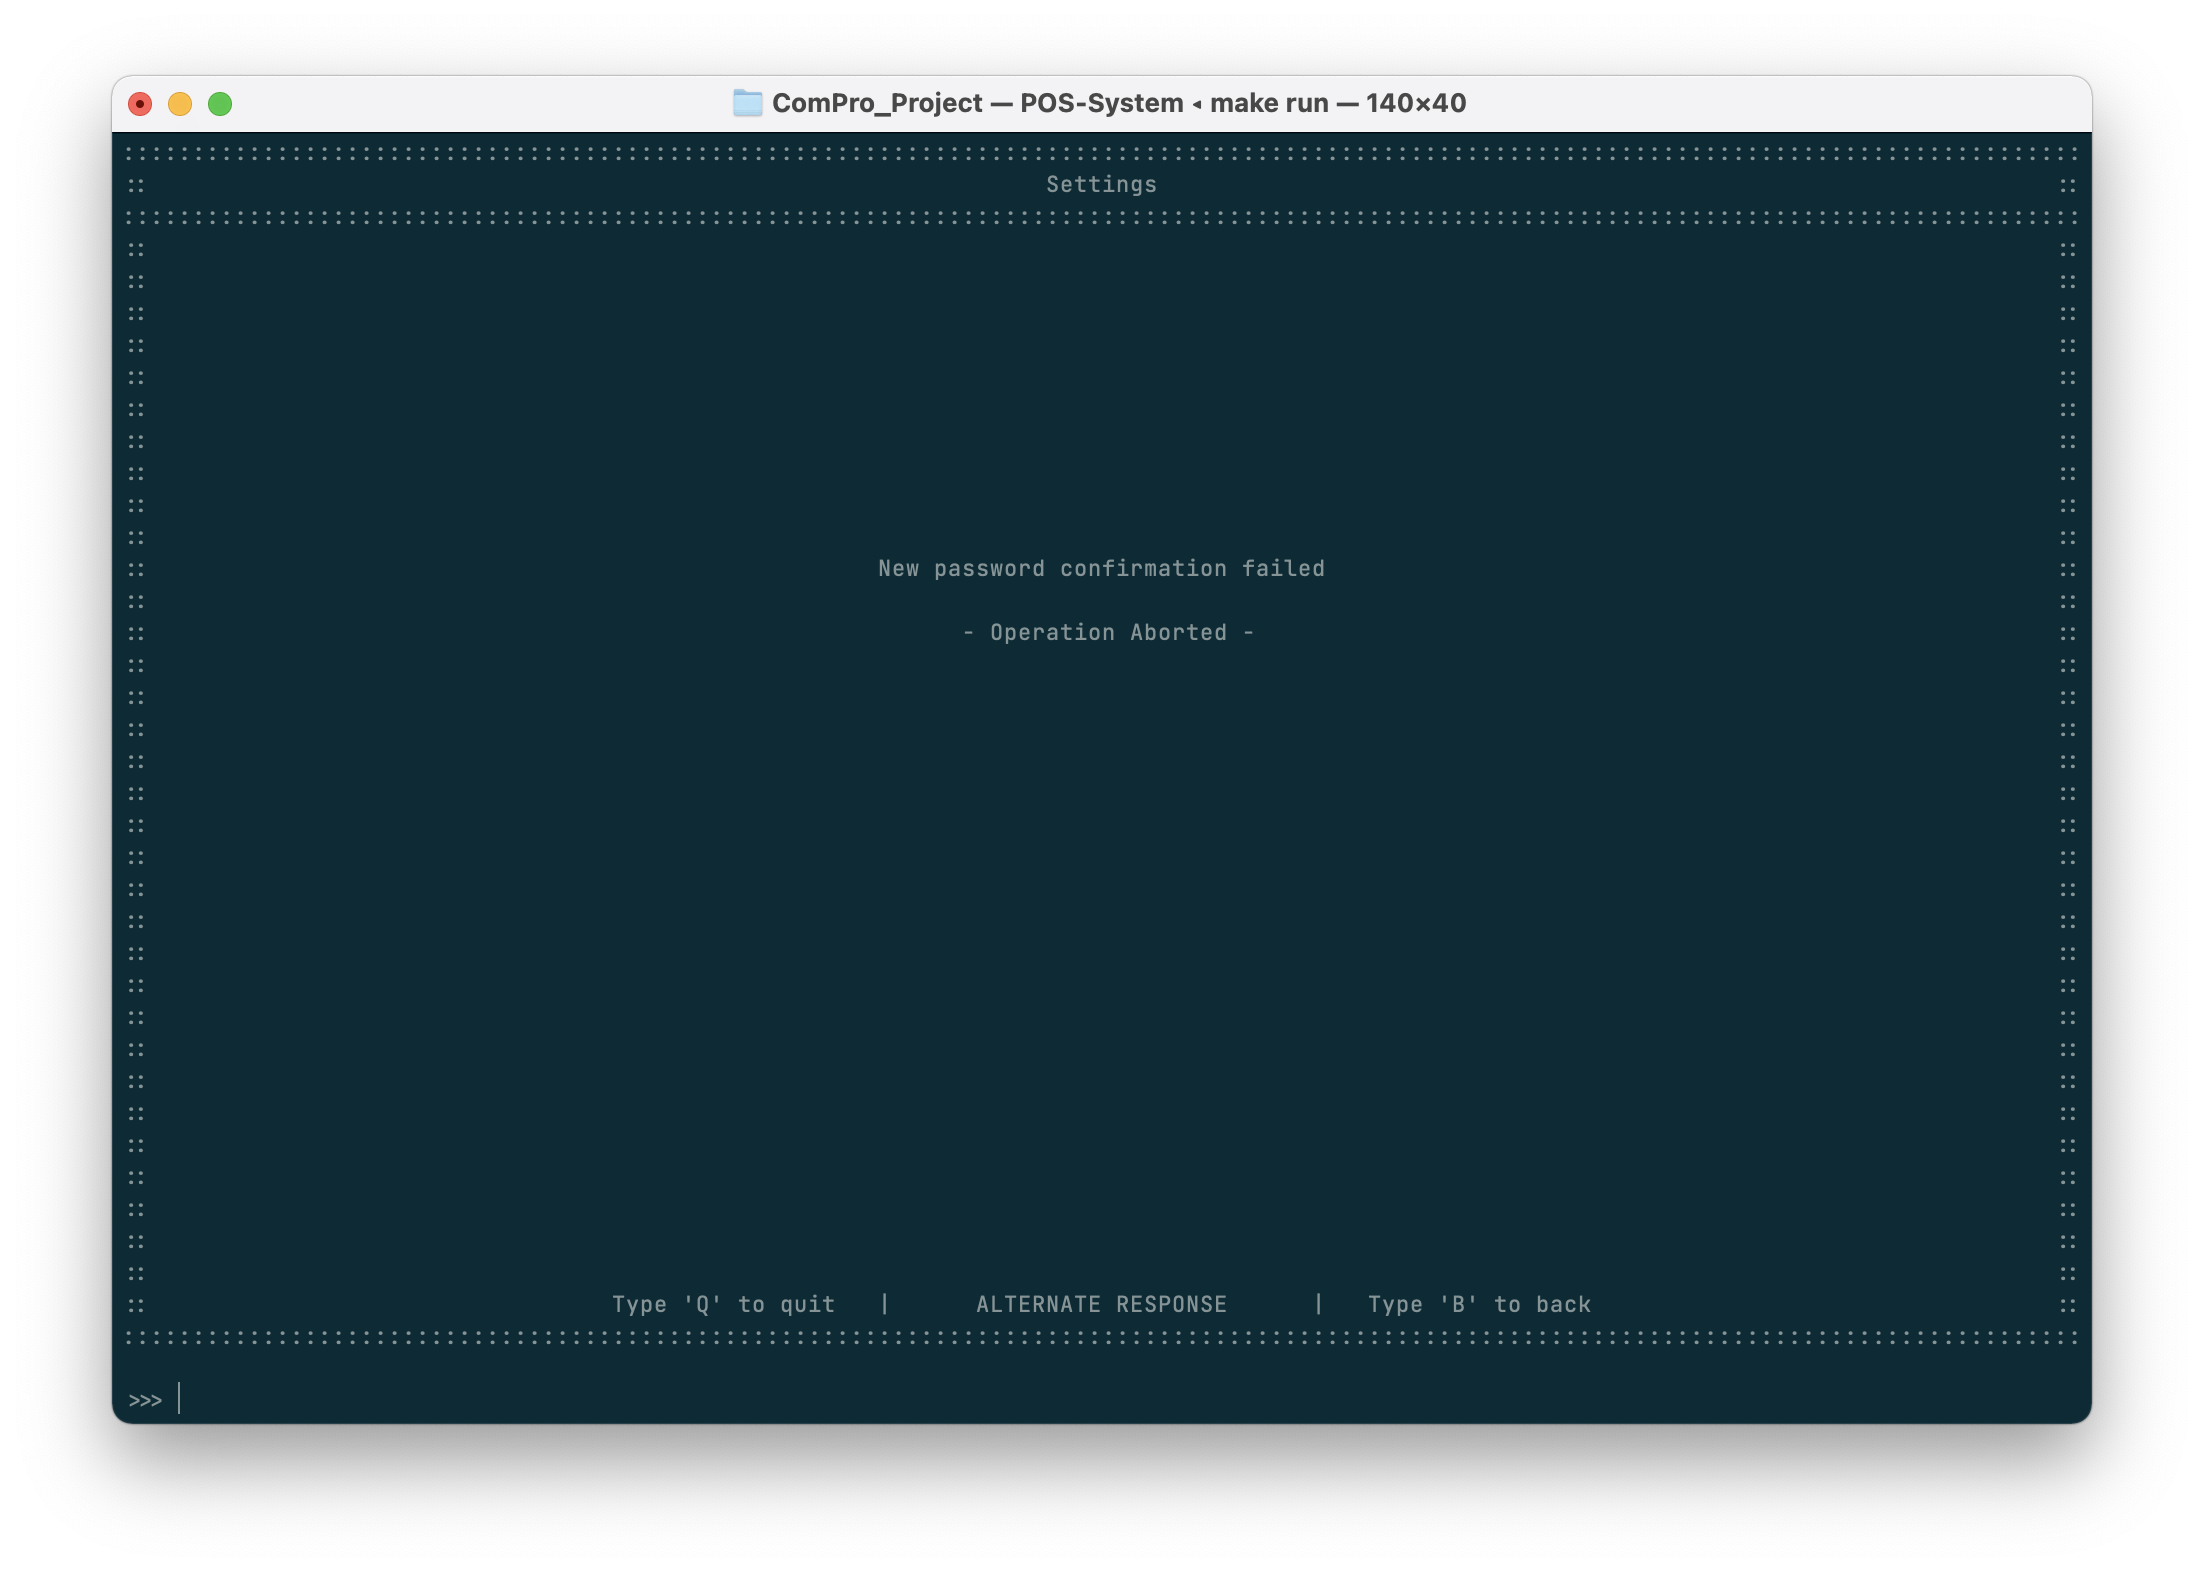 ComPro_Project — POS-System ◂ make run — 140×40
Settings
New password confirmation failed
- Operation Aborted -
Type 'Q' to quit | ALTERNATE RESPONSE | Type 'B' to back
>>>